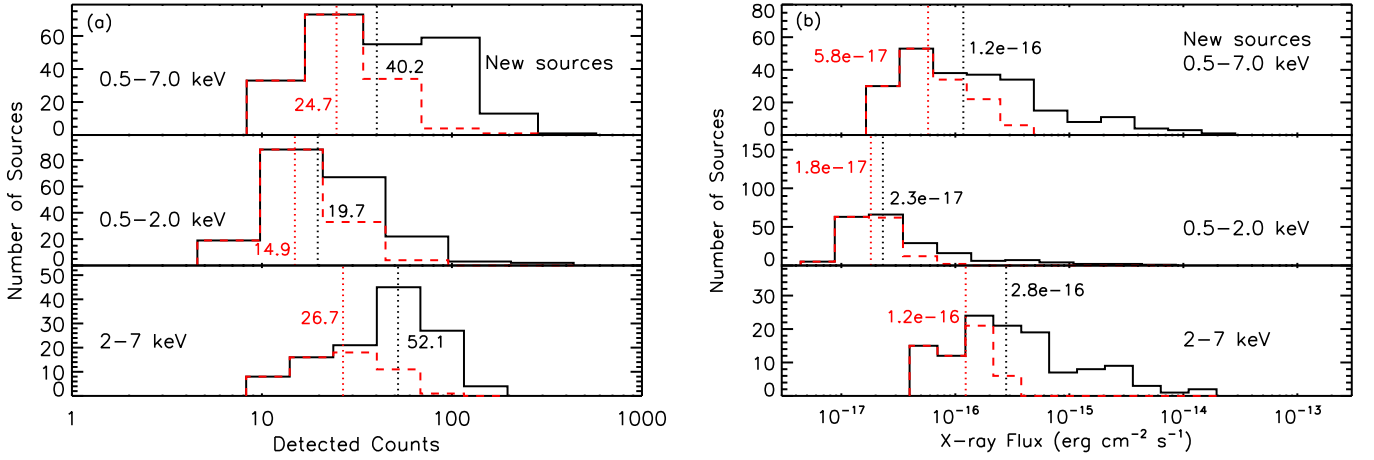 (a)
New sources
0.5-7.0 keV
24.7
40.2
80
60
40
20
0
0.5-2.0 keV
14.9
19.7
80
60
40
20
0
2-7 keV
26.7
52.1
50
40
30
20
10
0
Number of Sources
1 10 100 1000
Detected Counts
(b)
New sources
0.5-7.0 keV
5.8e-17
1.2e-16
80
60
40
20
0
0.5-2.0 keV
1.8e-17
2.3e-17
150
100
50
0
2-7 keV
1.2e-16
2.8e-16
30
20
10
0
Number of Sources
10⁻¹⁷ 10⁻¹⁶ 10⁻¹⁵ 10⁻¹⁴ 10⁻¹³
X-ray Flux (erg cm⁻² s⁻¹)